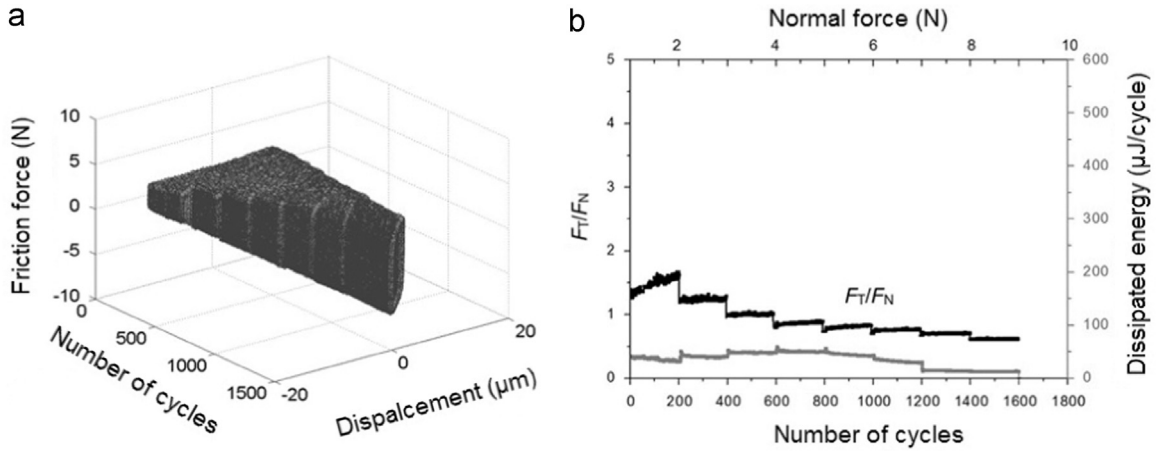 a
Friction force (N)
10
5
0
-5
-10
0
500
1000
1500
Number of cycles
-20
0
20
Dispalcement (µm)
b
Normal force (N)
2 4 6 8 10
5
4
3
2
1
0
FT/FN
600
500
400
300
200
100
0
Dissipated energy (µJ/cycle)
FT/FN
0 200 400 600 800 1000 1200 1400 1600 1800
Number of cycles